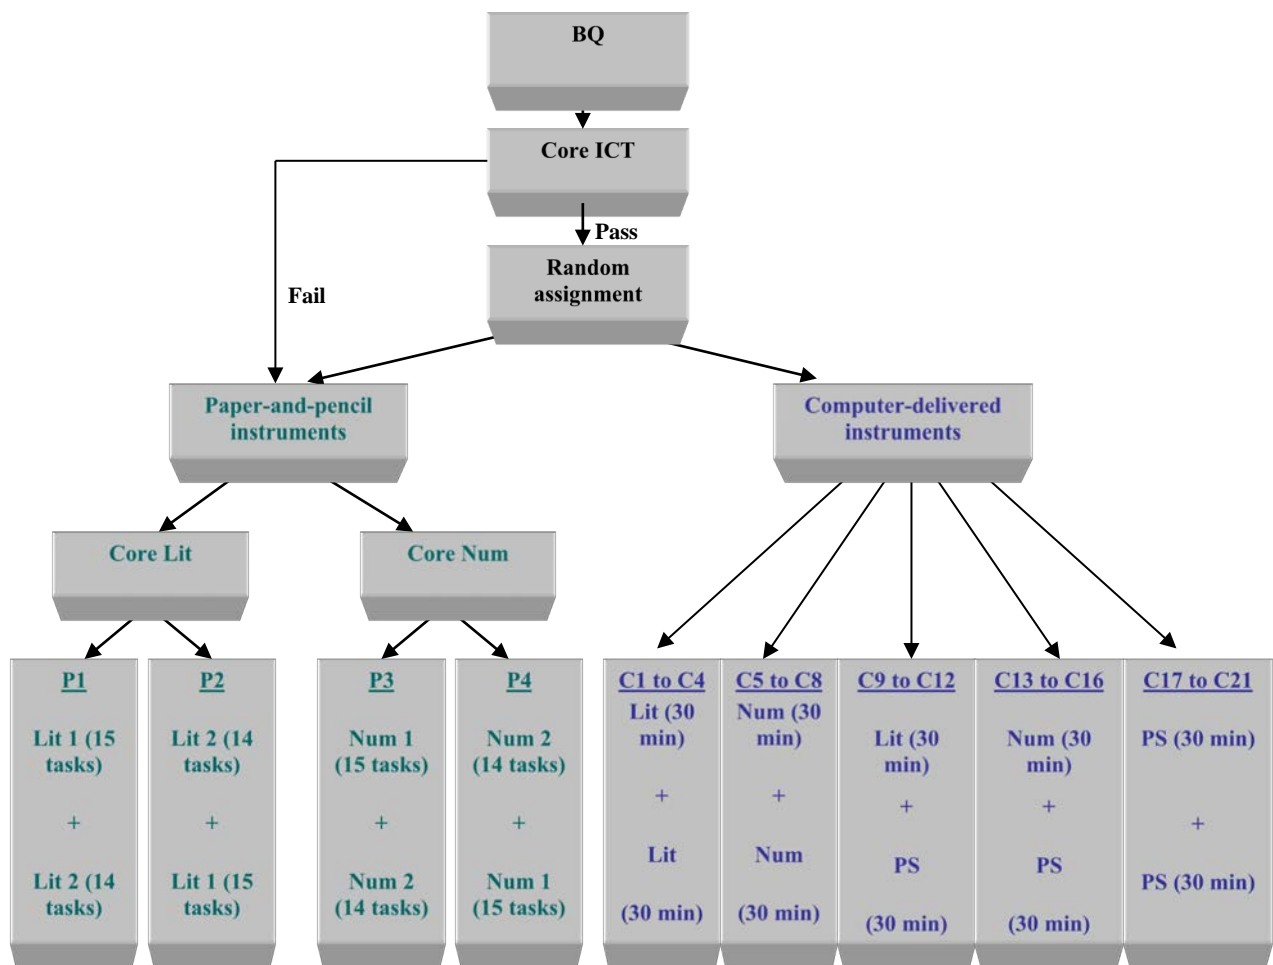 BQ
Core ICT
Pass
Random
assignment
Fail
Paper-and-pencil
instruments
Computer-delivered
instruments
Core Lit
Core Num
P1
Lit 1 (15
tasks)
+
Lit 2 (14
tasks)
P2
Lit 2 (14
tasks)
+
Lit 1 (15
tasks)
P3
Num 1
(15 tasks)
+
Num 2
(14 tasks)
P4
Num 2
(14 tasks)
+
Num 1
(15 tasks)
C1 to C4
Lit (30
min)
+
Lit
(30 min)
C5 to C8
Num (30
min)
+
Num
(30 min)
C9 to C12
Lit (30
min)
+
PS
(30 min)
C13 to C16
Num (30
min)
+
PS
(30 min)
C17 to C21
PS (30 min)
+
PS (30 min)